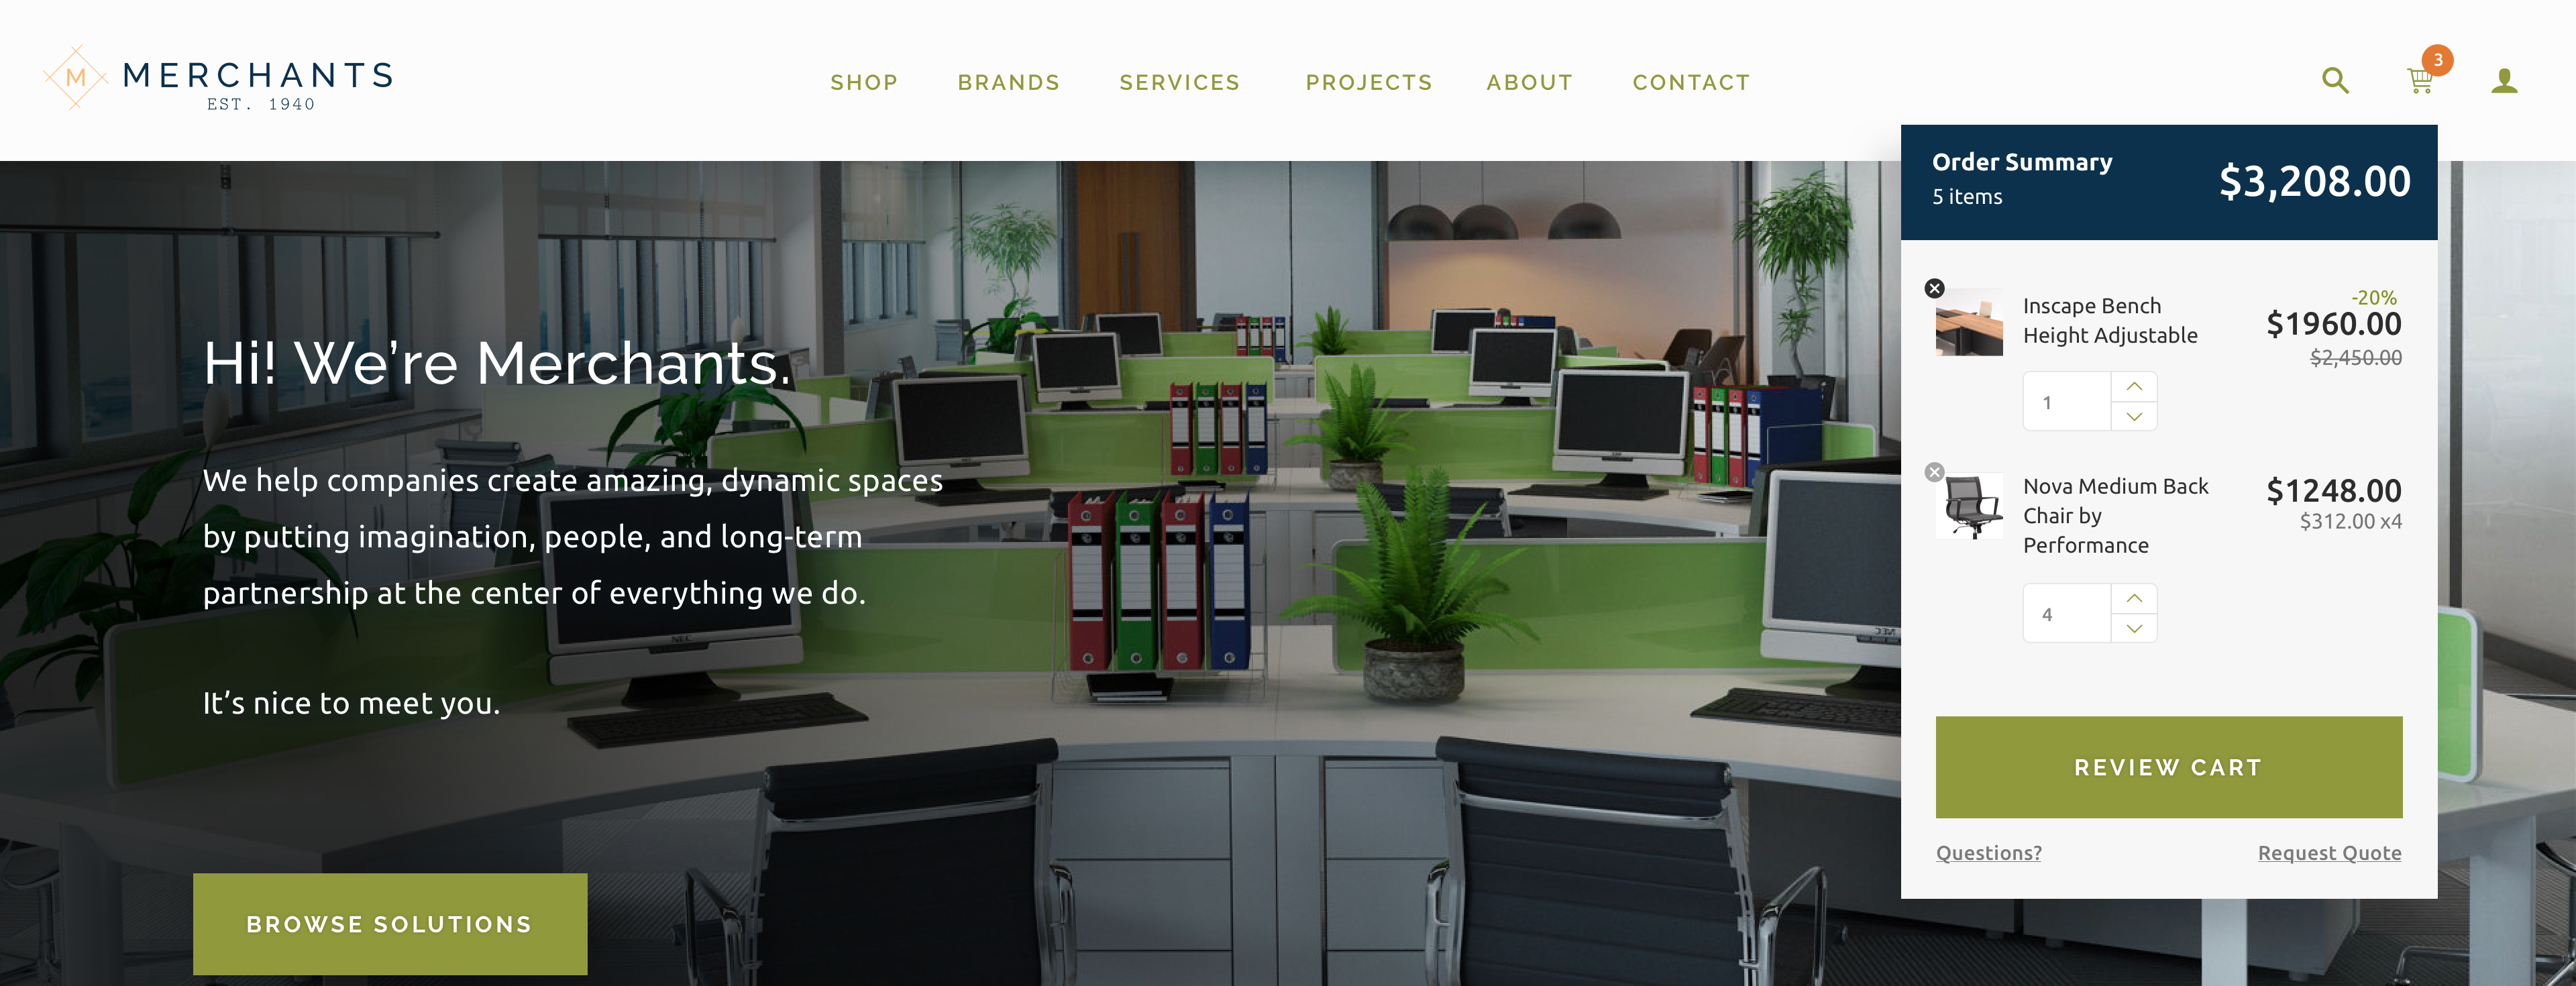 M
MERCHANTS
EST. 1940
SHOP
BRANDS
SERVICES
PROJECTS
ABOUT
CONTACT
3
Hi! We’re Merchants.
We help companies create amazing, dynamic spaces
by putting imagination, people, and long-term
partnership at the center of everything we do.
It’s nice to meet you.
BROWSE SOLUTIONS
NEC
Order Summary
5 items
$3,208.00
Inscape Bench
Height Adjustable
-20%
$1960.00
$2,450.00
1
Nova Medium Back
Chair by
Performance
$1248.00
$312.00 x4
4
REVIEW CART
Questions?
Request Quote